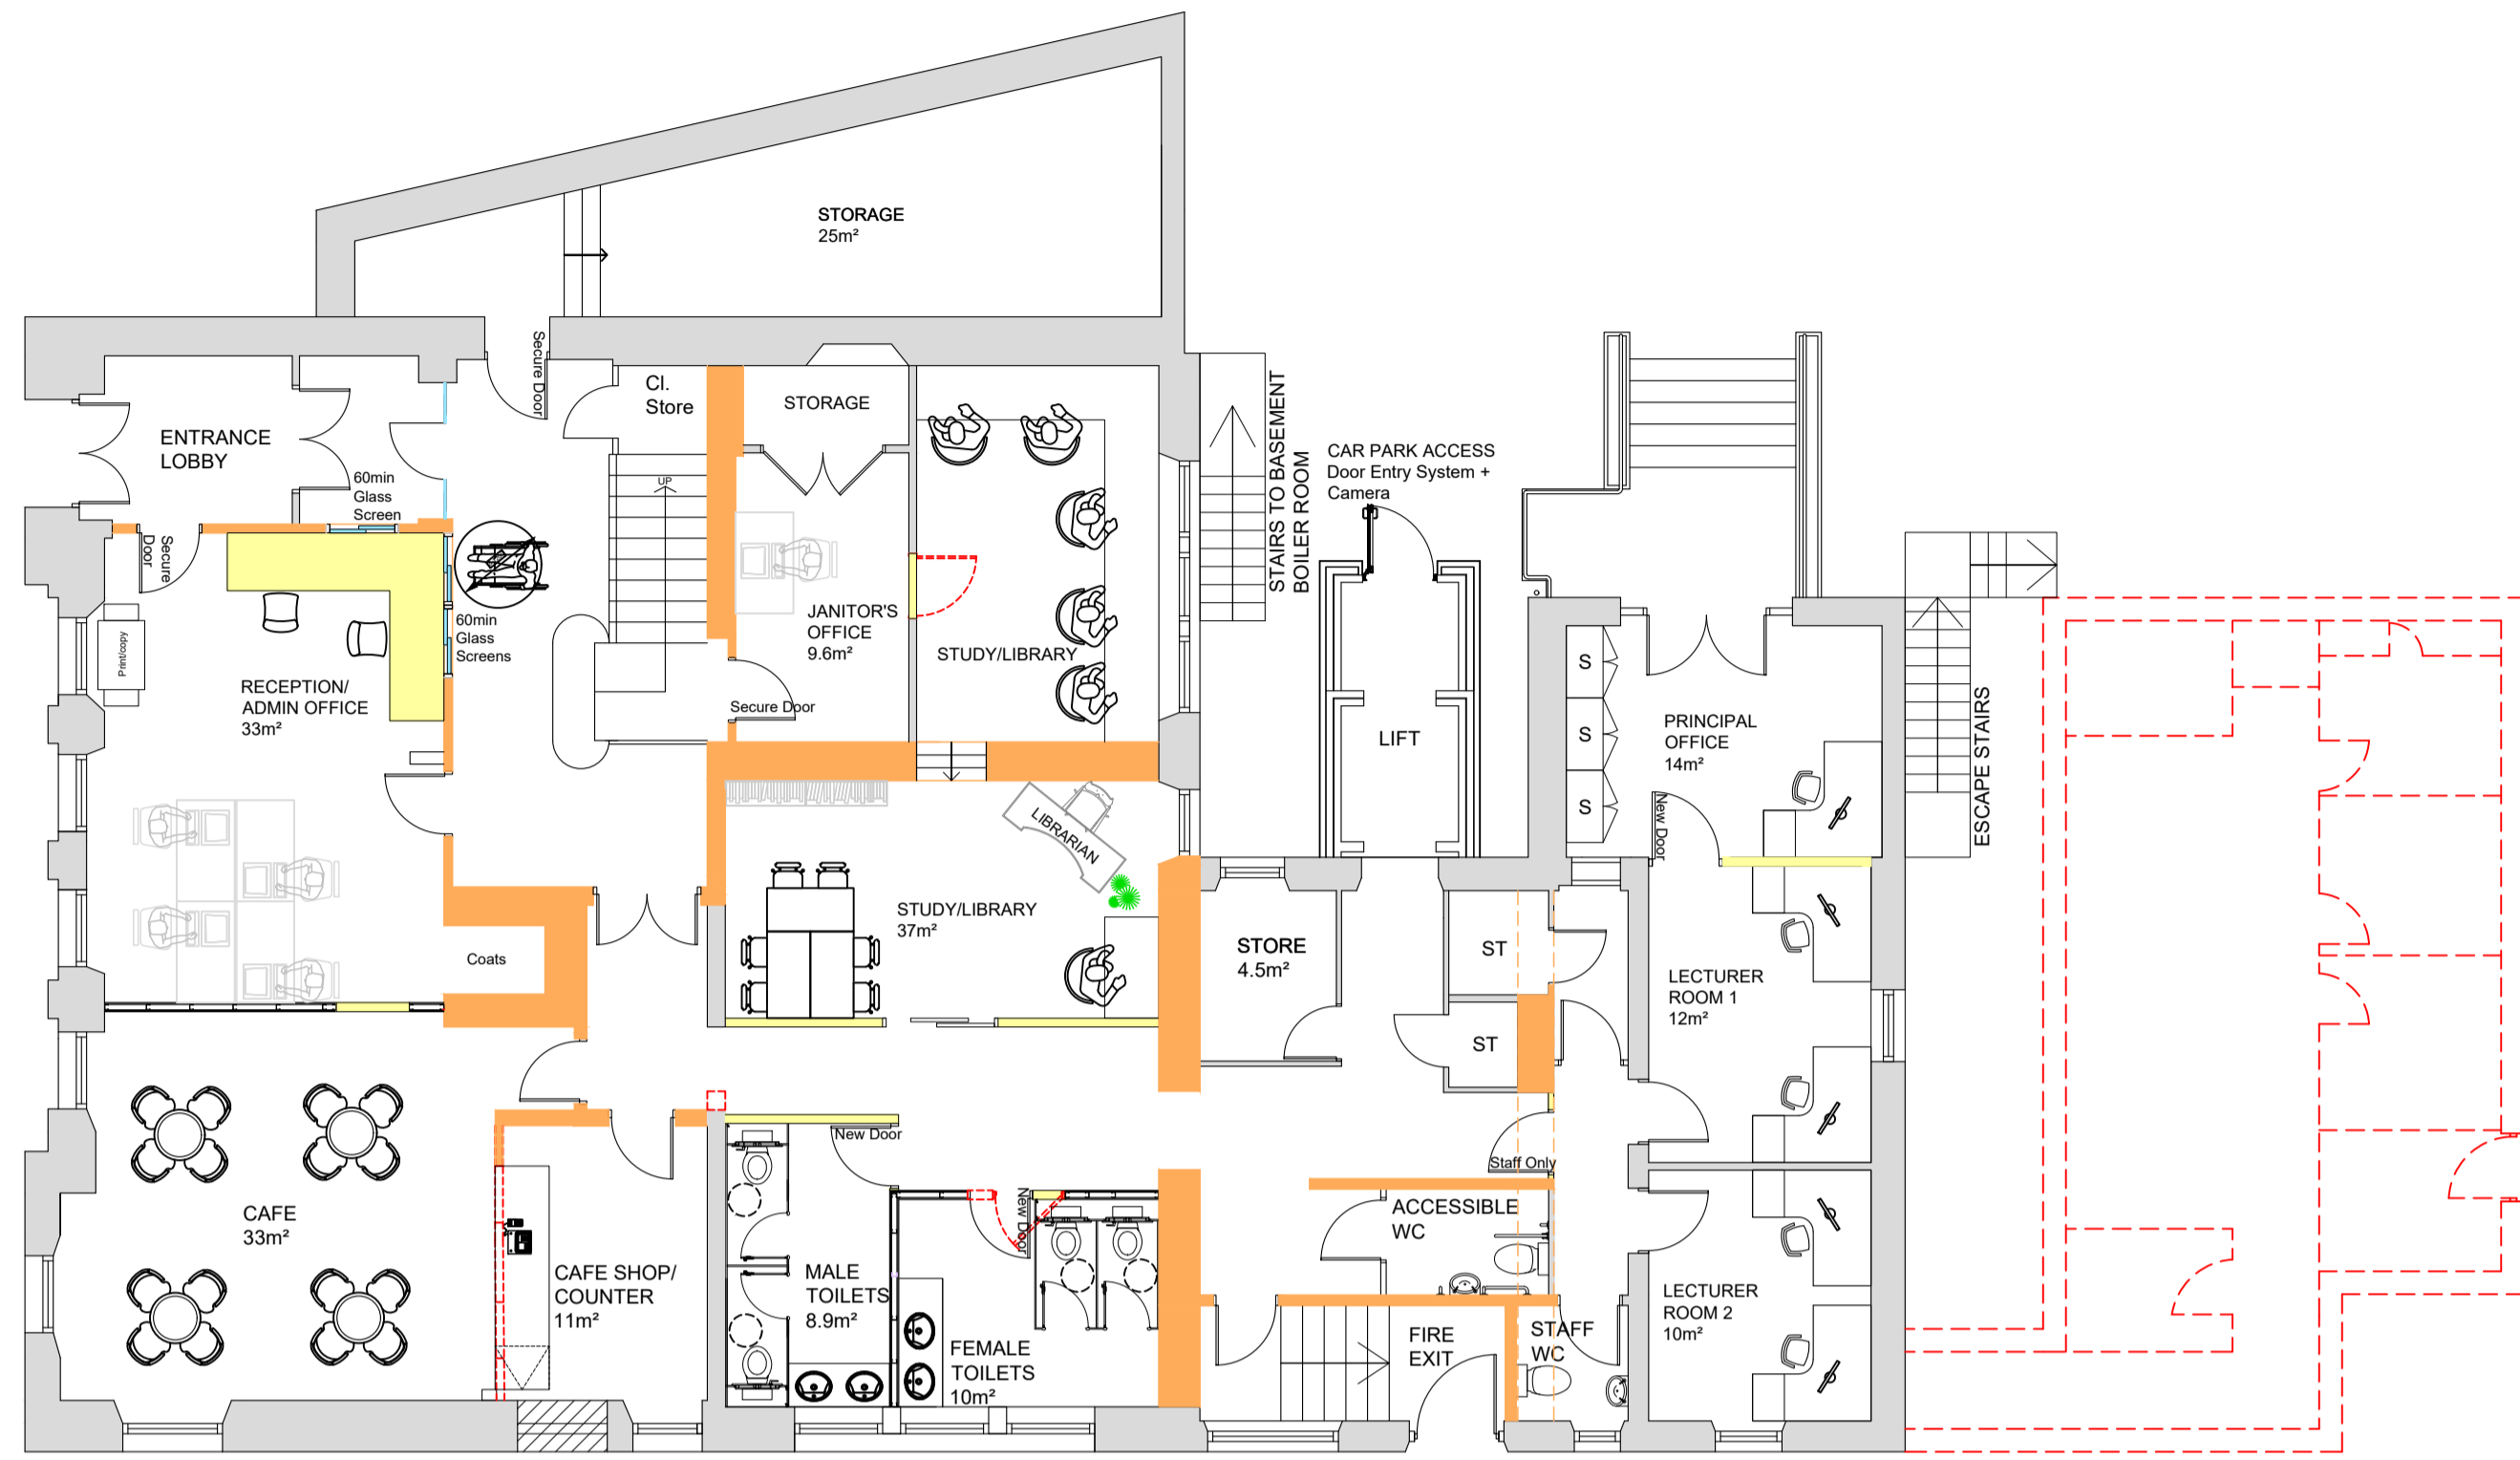 STORAGE
25m²
Secure Door
Cl.
Store
STORAGE
ENTRANCE
LOBBY
60min
Glass
Screen
UP
STAIRS TO BASEMENT
BOILER ROOM
CAR PARK ACCESS
Door Entry System +
Camera
Secure
Door
60min
Glass
Screens
Print/copy
RECEPTION/
ADMIN OFFICE
33m²
JANITOR'S
OFFICE
9.6m²
Secure Door
STUDY/LIBRARY
LIFT
S
S
S
PRINCIPAL
OFFICE
14m²
New Door
ESCAPE STAIRS
LIBRARIAN
STUDY/LIBRARY
37m²
Coats
STORE
4.5m²
ST
ST
LECTURER
ROOM 1
12m²
New Door
Staff Only
New Door
CAFE
33m²
CAFE SHOP/
COUNTER
11m²
MALE
TOILETS
8.9m²
FEMALE
TOILETS
10m²
ACCESSIBLE
WC
FIRE
EXIT
STAFF
WC
LECTURER
ROOM 2
10m²